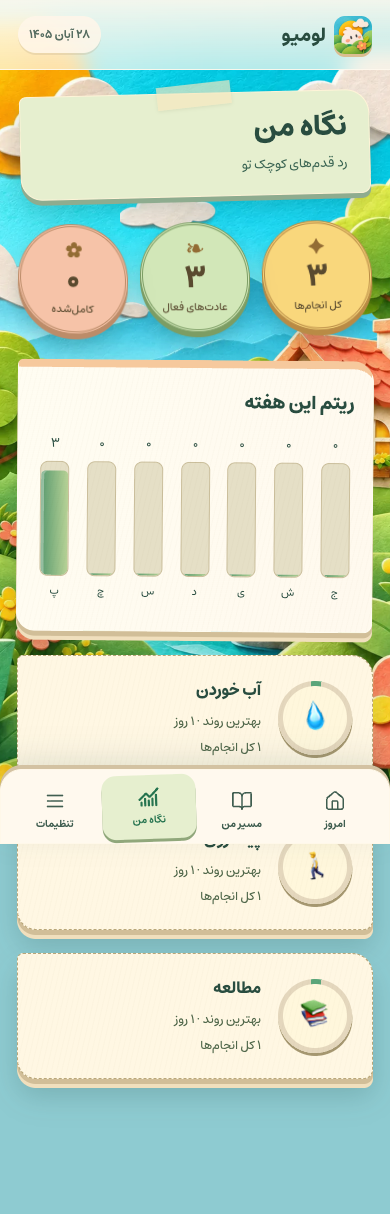 لومیو
۲۸ آبان ۱۴۰۵
نگاه من
رد قدم‌های کوچک تو
۳
کل انجام‌ها
۳
عادت‌های فعال
۰
کامل‌شده
ریتم این هفته
۰ ۰ ۰ ۰ ۰ ۰ ۳
ج ش ی د س چ پ
آب خوردن
بهترین روند ۱۰ روز
۱ کل انجام‌ها
امروز
مسیر من
نگاه من
تنظیمات
بهترین روند ۱۰ روز
۱ کل انجام‌ها
مطالعه
بهترین روند ۱۰ روز
۱ کل انجام‌ها